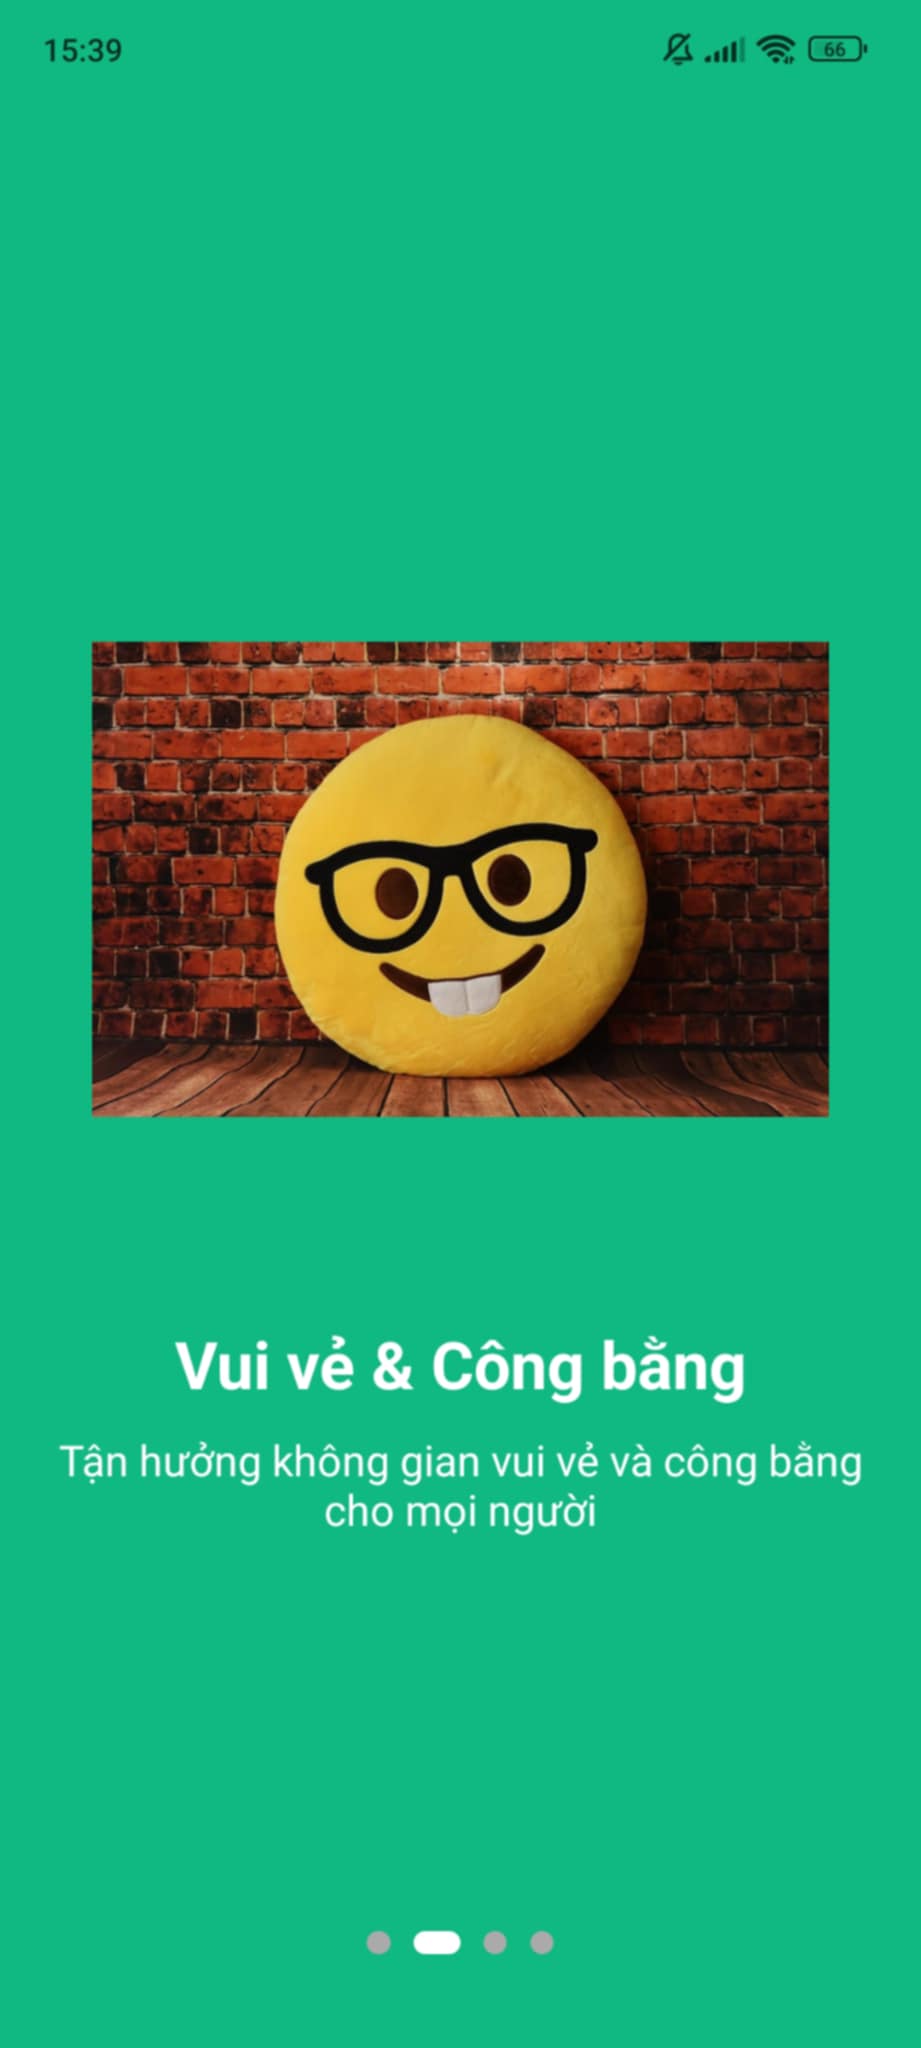 15:39
66
Vui vẻ & Công bằng
Tận hưởng không gian vui vẻ và công bằng
cho mọi người